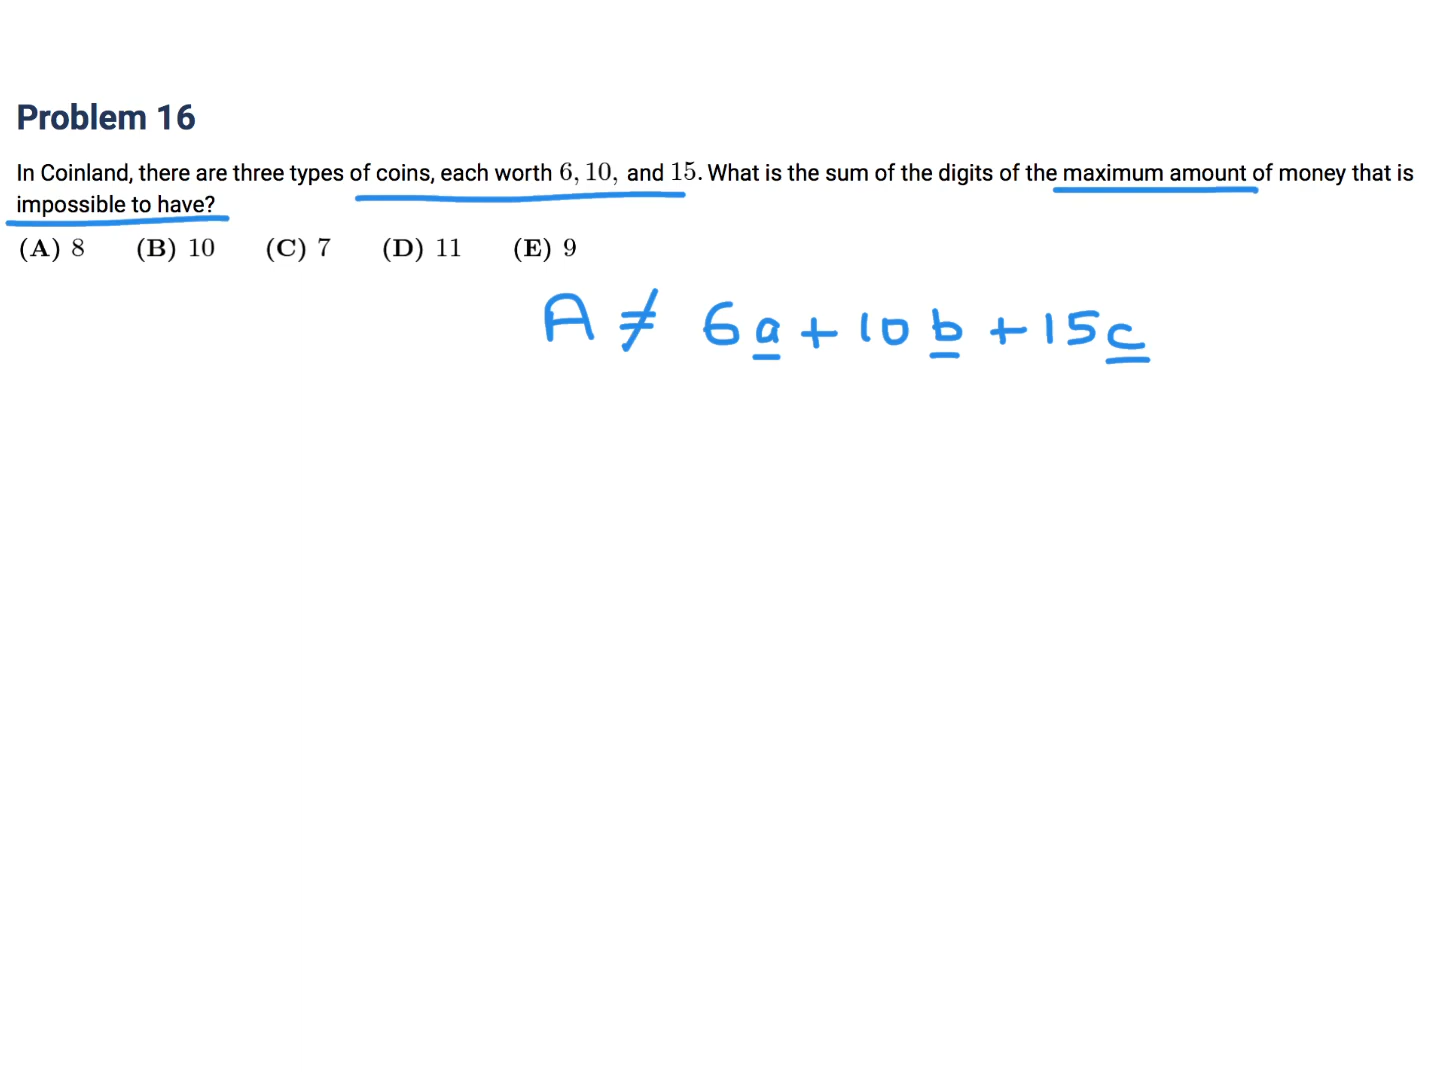 Problem 16
In Coinland, there are three types of coins, each worth 6, 10, and 15. What is the sum of the digits of the maximum amount of money that is
impossible to have?
(A) 8 (B) 10 (C) 7 (D) 11 (E) 9
A ≠ 6a + 10b + 15c